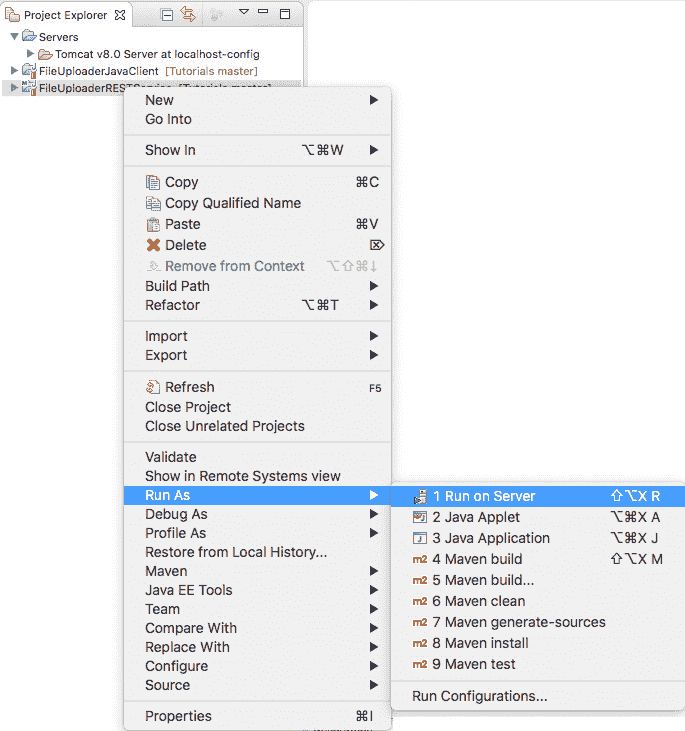 Project Explorer
Servers
Tomcat v8.0 Server at localhost-config
FileUploaderJavaClient [Tutorials master]
FileUploaderRESTService [Tutorials master]
New
Go Into
Show In ⌥⌘W
Copy ⌘C
Copy Qualified Name
Paste ⌘V
Delete ⌦
Remove from Context ⌥⇧⌘↓
Build Path
Refactor ⌥⌘T
Import
Export
Refresh F5
Close Project
Close Unrelated Projects
Validate
Show in Remote Systems view
Run As
Debug As
Profile As
Restore from Local History...
Maven
Java EE Tools
Team
Compare With
Replace With
Configure
Source
Properties ⌘I
1 Run on Server ⇧⌥X R
2 Java Applet ⌥⌘X A
3 Java Application ⌥⌘X J
m2 4 Maven build ⇧⌥X M
m2 5 Maven build...
m2 6 Maven clean
m2 7 Maven generate-sources
m2 8 Maven install
m2 9 Maven test
Run Configurations...